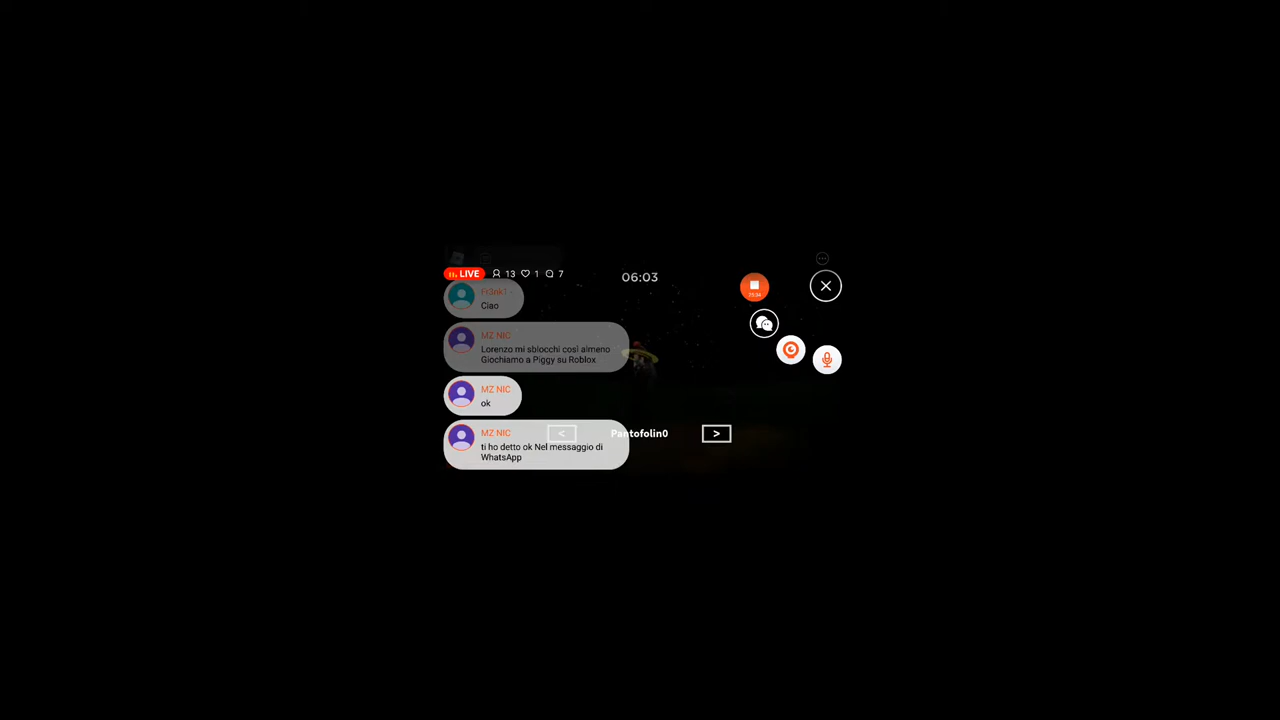 LIVE 13 1 7
06:03
Fr3nk1 -
Ciao
MZ NIC
Lorenzo mi sblocchi così almeno
Giochiamo a Piggy su Roblox
MZ NIC
ok
MZ NIC
ti ho detto ok Nel messaggio di
WhatsApp
< Pantofolin0 >